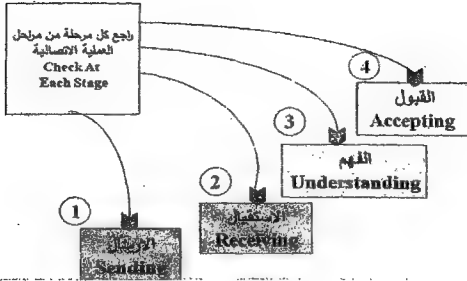 راجع كل مرحلة من مراحل
العملية الاتصالية
Check At
Each Stage
4
القبول
Accepting
3
الفهم
Understanding
2
الاستقبال
Receiving
1
الإرسال
Sending